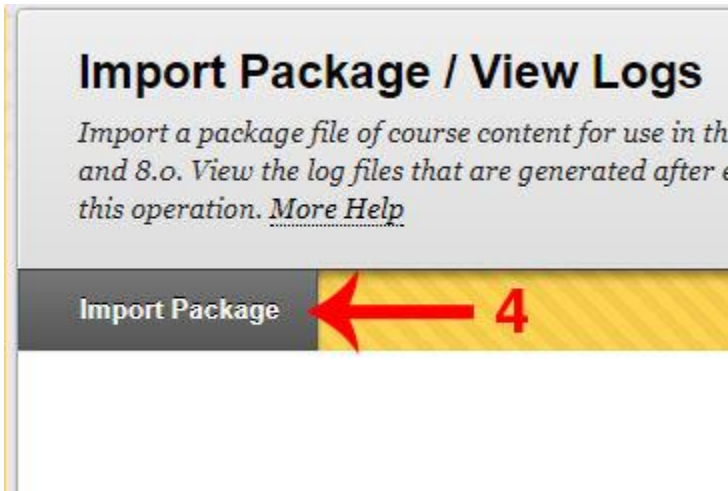 Import Package / View Logs
Import a package file of course content for use in th
and 8.0. View the log files that are generated after e
this operation. More Help
Import Package
4